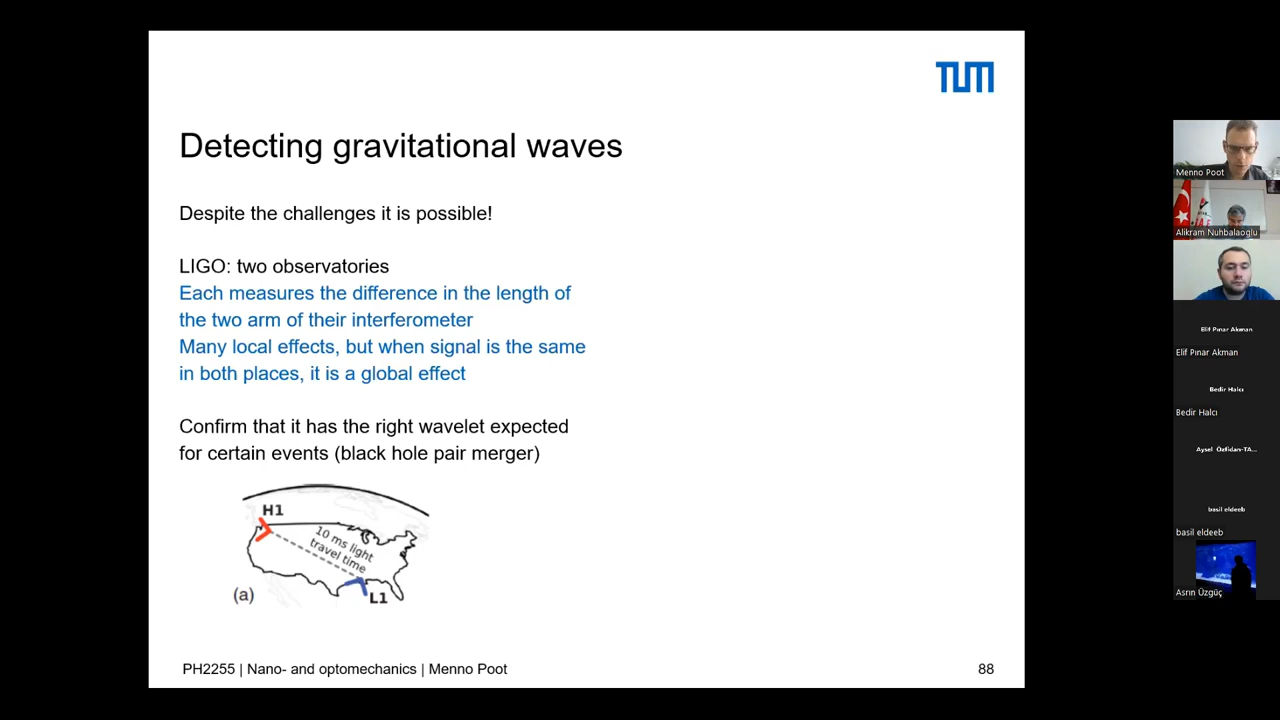 TUM
Detecting gravitational waves
Despite the challenges it is possible!
LIGO: two observatories
Each measures the difference in the length of
the two arm of their interferometer
Many local effects, but when signal is the same
in both places, it is a global effect
Confirm that it has the right wavelet expected
for certain events (black hole pair merger)
H1
10 ms light
travel time
L1
(a)
PH2255 | Nano- and optomechanics | Menno Poot
88
Menno Poot
Alikram Nuhbalaoglu
Elif Pınar Akman
Elif Pınar Akman
Bedir Halcı
Bedir Halcı
Aysel Özfidan-TA...
basil eldeeb
basil eldeeb
Asrın Üzgüç